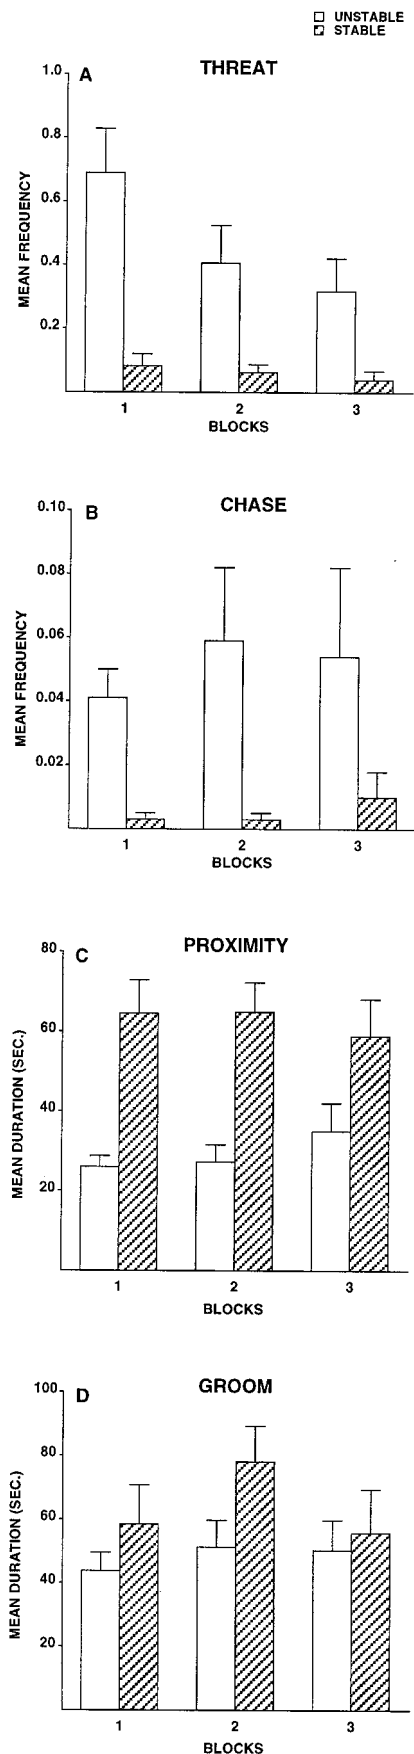 UNSTABLE
STABLE
A THREAT
MEAN FREQUENCY
1.0
0.8
0.6
0.4
0.2
1 2 3
BLOCKS
B CHASE
MEAN FREQUENCY
0.10
0.08
0.06
0.04
0.02
1 2 3
BLOCKS
C PROXIMITY
MEAN DURATION (SEC.)
80
60
40
20
1 2 3
BLOCKS
D GROOM
MEAN DURATION (SEC.)
100
80
60
40
20
1 2 3
BLOCKS